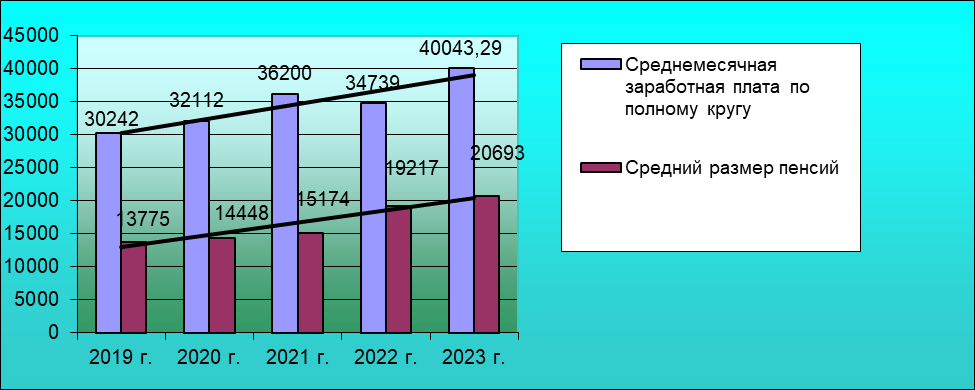 45000
40000
35000
30000
25000
20000
15000
10000
5000
0
40043,29
36200
34739
32112
30242
20693
19217
15174
14448
13775
2019 г.
2020 г.
2021 г.
2022 г.
2023 г.
Среднемесячная
заработная плата по
полному кругу
Средний размер пенсий